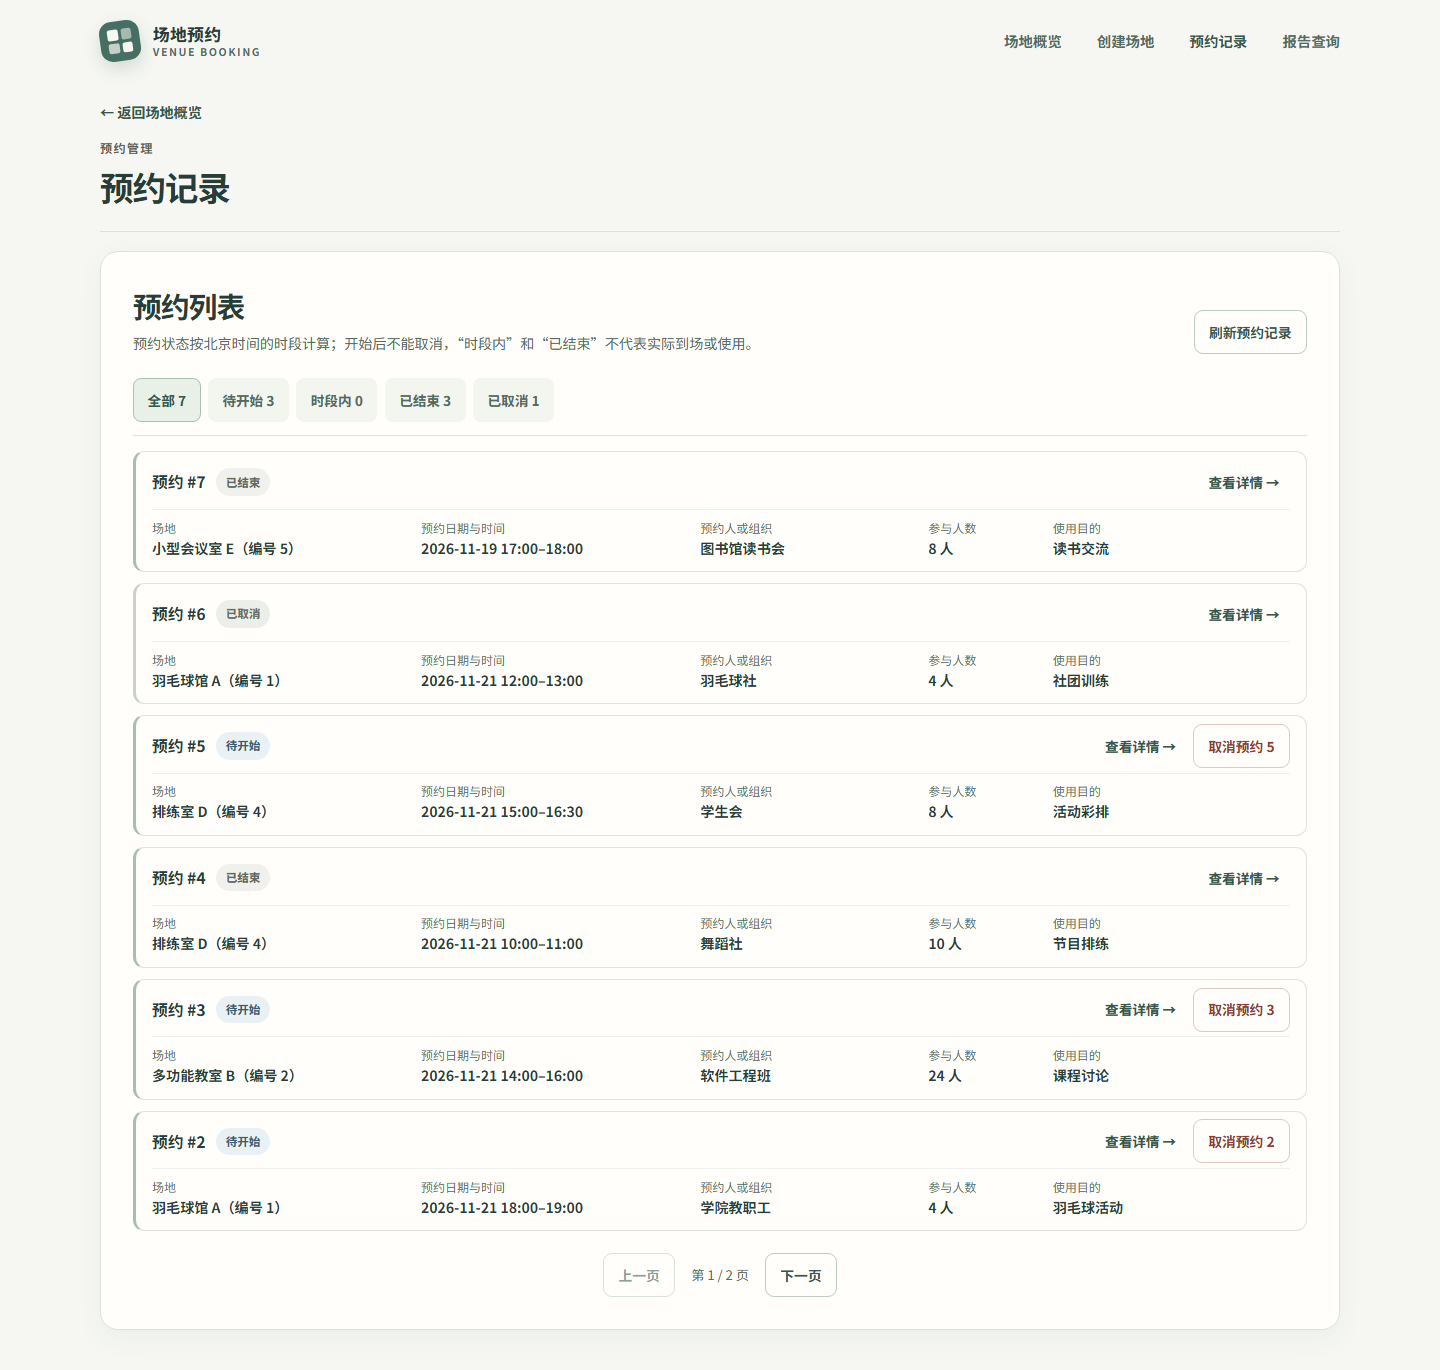 场地预约
VENUE BOOKING
场地概览 创建场地 预约记录 报告查询
← 返回场地概览
预约管理
预约记录
预约列表
预约状态按北京时间的时段计算；开始后不能取消，“时段内”和“已结束”不代表实际到场或使用。
刷新预约记录
全部 7 待开始 3 时段内 0 已结束 3 已取消 1
预约 #7 已结束 查看详情 →
场地 预约日期与时间 预约人或组织 参与人数 使用目的
小型会议室 E（编号 5） 2026-11-19 17:00–18:00 图书馆读书会 8 人 读书交流
预约 #6 已取消 查看详情 →
场地 预约日期与时间 预约人或组织 参与人数 使用目的
羽毛球馆 A（编号 1） 2026-11-21 12:00–13:00 羽毛球社 4 人 社团训练
预约 #5 待开始 查看详情 → 取消预约 5
场地 预约日期与时间 预约人或组织 参与人数 使用目的
排练室 D（编号 4） 2026-11-21 15:00–16:30 学生会 8 人 活动彩排
预约 #4 已结束 查看详情 →
场地 预约日期与时间 预约人或组织 参与人数 使用目的
排练室 D（编号 4） 2026-11-21 10:00–11:00 舞蹈社 10 人 节目排练
预约 #3 待开始 查看详情 → 取消预约 3
场地 预约日期与时间 预约人或组织 参与人数 使用目的
多功能教室 B（编号 2） 2026-11-21 14:00–16:00 软件工程班 24 人 课程讨论
预约 #2 待开始 查看详情 → 取消预约 2
场地 预约日期与时间 预约人或组织 参与人数 使用目的
羽毛球馆 A（编号 1） 2026-11-21 18:00–19:00 学院教职工 4 人 羽毛球活动
上一页 第 1 / 2 页 下一页